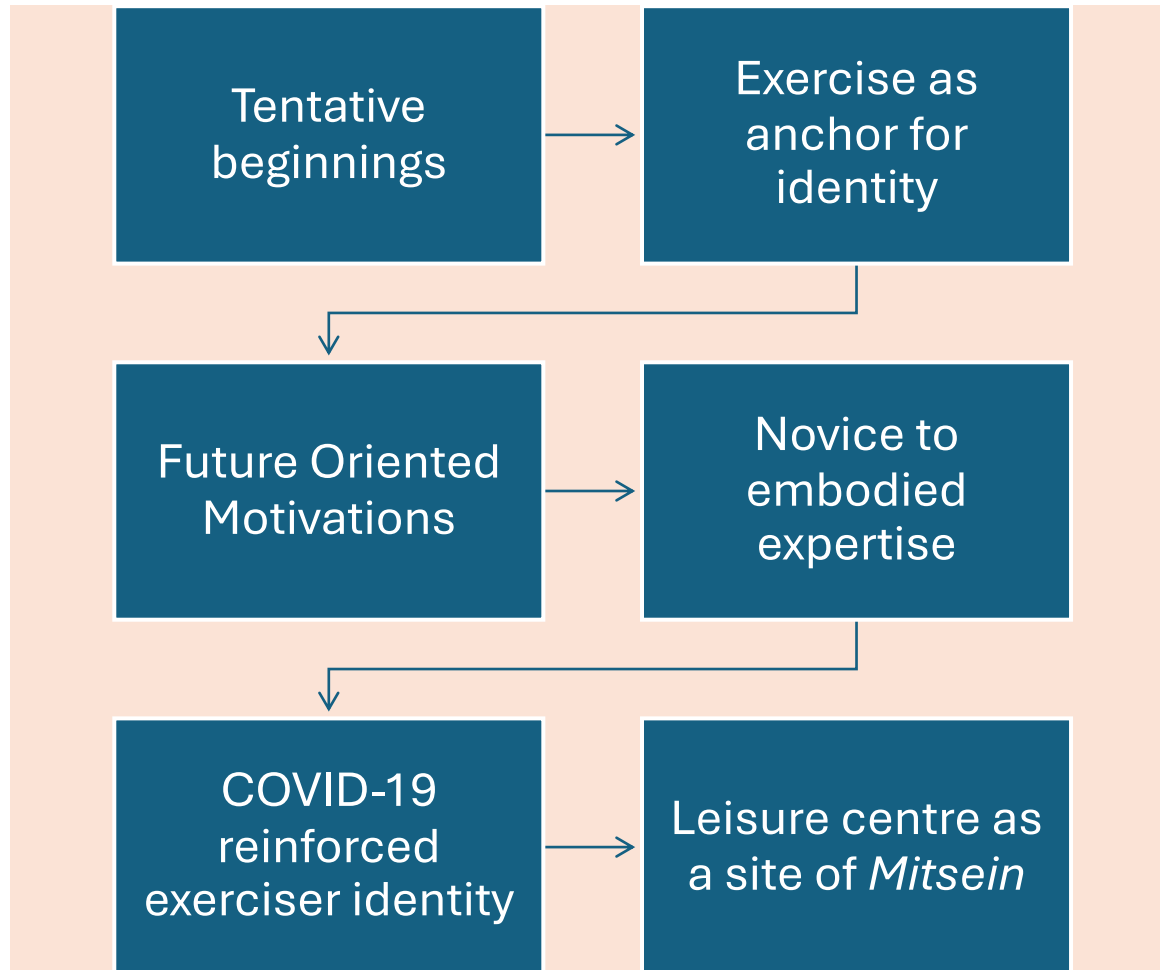 Tentative
beginnings
Exercise as
anchor for
identity
Future Oriented
Motivations
Novice to
embodied
expertise
COVID-19
reinforced
exerciser identity
Leisure centre as
a site of Mitsein